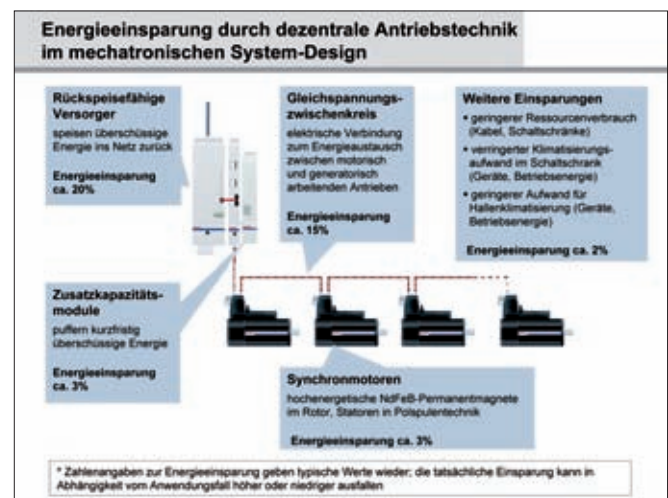 Energieeinsparung durch dezentrale Antriebstechnik
im mechatronischen System-Design
Rückspeisefähige
Versorger
speisen überschüssige
Energie ins Netz zurück
Energieeinsparung
ca. 20%
Gleichspannungs-
zwischenkreis
elektrische Verbindung
zum Energieaustausch
zwischen motorisch
und generatorisch
arbeitenden Antrieben
Energieeinsparung
ca. 15%
Weitere Einsparungen
• geringerer Ressourcenverbrauch
(Kabel, Schaltschränke)
• verringerter Klimatisierungs-
aufwand im Schaltschrank
(Geräte, Betriebsenergie)
• geringerer Aufwand für
Hallenklimatisierung (Geräte,
Betriebsenergie)
Energieeinsparung ca. 2%
Zusatzkapazitäts-
module
puffern kurzfristig
überschüssige Energie
Energieeinsparung
ca. 3%
Synchronmotoren
hochenergetische NdFeB-Permanentmagnete
im Rotor, Statoren in Polspulentechnik
Energieeinsparung ca. 3%
* Zahlenangaben zur Energieeinsparung geben typische Werte wieder; die tatsächliche Einsparung kann in
Abhängigkeit vom Anwendungsfall höher oder niedriger ausfallen